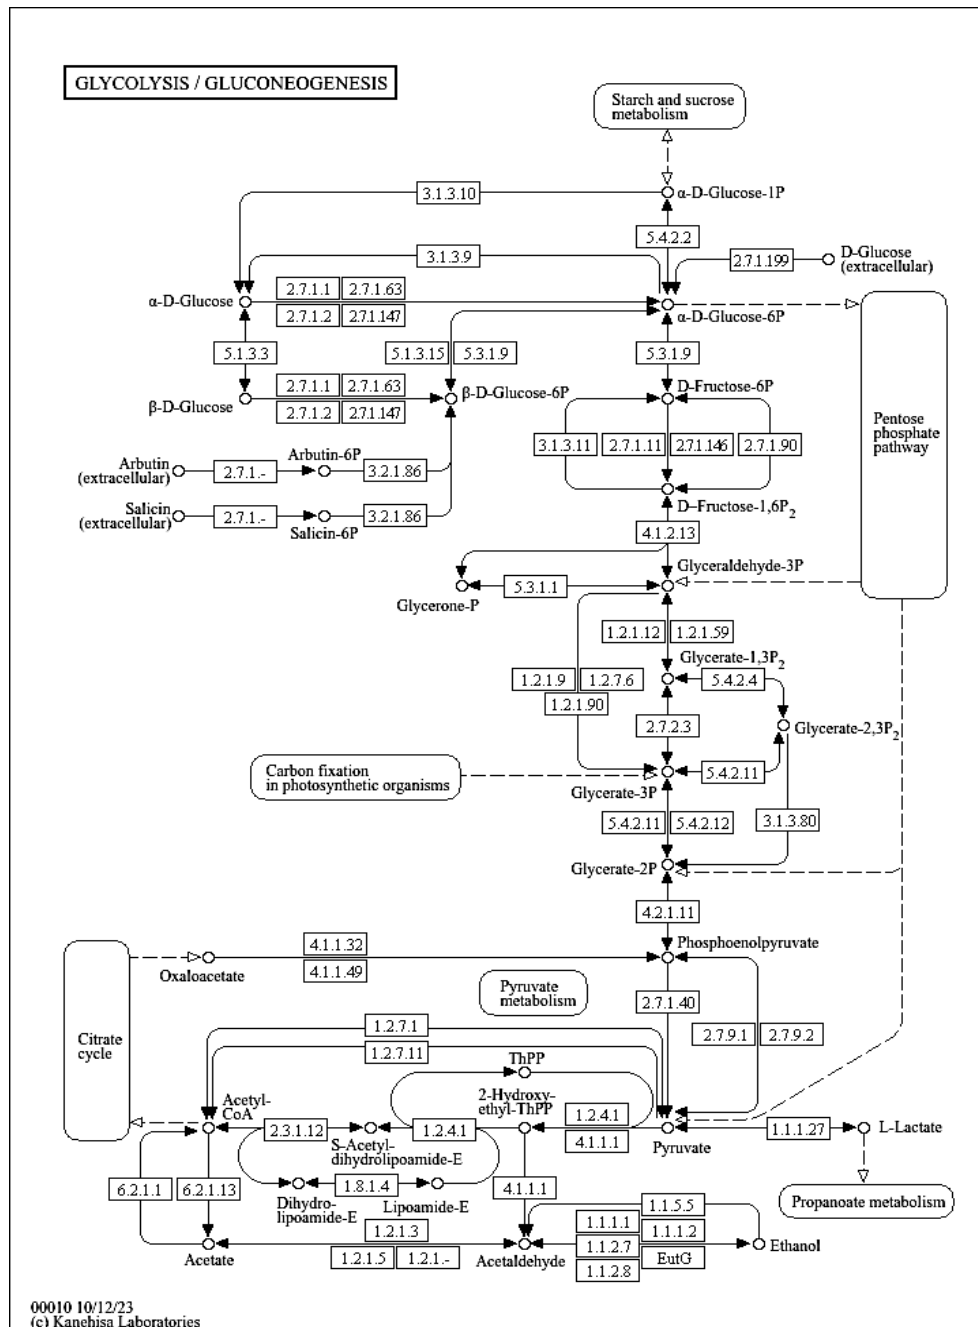 GLYCOLYSIS / GLUCONEOGENESIS
Starch and sucrose
metabolism
3.1.3.10
α-D-Glucose-1P
5.4.2.2
3.1.3.9
2.7.1.199
D-Glucose
(extracellular)
α-D-Glucose
2.7.1.1
2.7.1.63
2.7.1.2
2.7.1.147
α-D-Glucose-6P
5.1.3.3
5.1.3.15
5.3.1.9
5.3.1.9
β-D-Glucose
2.7.1.1
2.7.1.63
2.7.1.2
2.7.1.147
β-D-Glucose-6P
D-Fructose-6P
Pentose
phosphate
pathway
3.1.3.11
2.7.1.11
2.7.1.146
2.7.1.90
Arbutin
(extracellular)
2.7.1.-
Arbutin-6P
3.2.1.86
Salicin
(extracellular)
2.7.1.-
Salicin-6P
3.2.1.86
D-Fructose-1,6P2
4.1.2.13
Glyceraldehyde-3P
Glycerone-P
5.3.1.1
1.2.1.12
1.2.1.59
Glycerate-1,3P2
1.2.1.9
1.2.7.6
1.2.1.90
5.4.2.4
2.7.2.3
Glycerate-2,3P2
Carbon fixation
in photosynthetic organisms
Glycerate-3P
5.4.2.11
5.4.2.11
5.4.2.12
3.1.3.80
Glycerate-2P
4.2.1.11
Oxaloacetate
4.1.1.32
4.1.1.49
Phosphoenolpyruvate
Pyruvate
metabolism
2.7.1.40
Citrate
cycle
1.2.7.1
1.2.7.11
2.7.9.1
2.7.9.2
ThPP
Acetyl-
CoA
2-Hydroxy-
ethyl-ThPP
2.3.1.12
S-Acetyl-
dihydrolipoamide-E
1.2.4.1
1.2.4.1
4.1.1.1
Pyruvate
1.1.1.27
L-Lactate
6.2.1.1
6.2.1.13
Dihydro-
lipoamide-E
1.8.1.4
Lipoamide-E
4.1.1.1
Propanoate metabolism
1.1.5.5
Acetate
1.2.1.3
1.2.1.5
1.2.1.-
Acetaldehyde
1.1.1.1
1.1.1.2
1.1.2.7
EutG
1.1.2.8
Ethanol
00010 10/12/23
(c) Kanehisa Laboratories